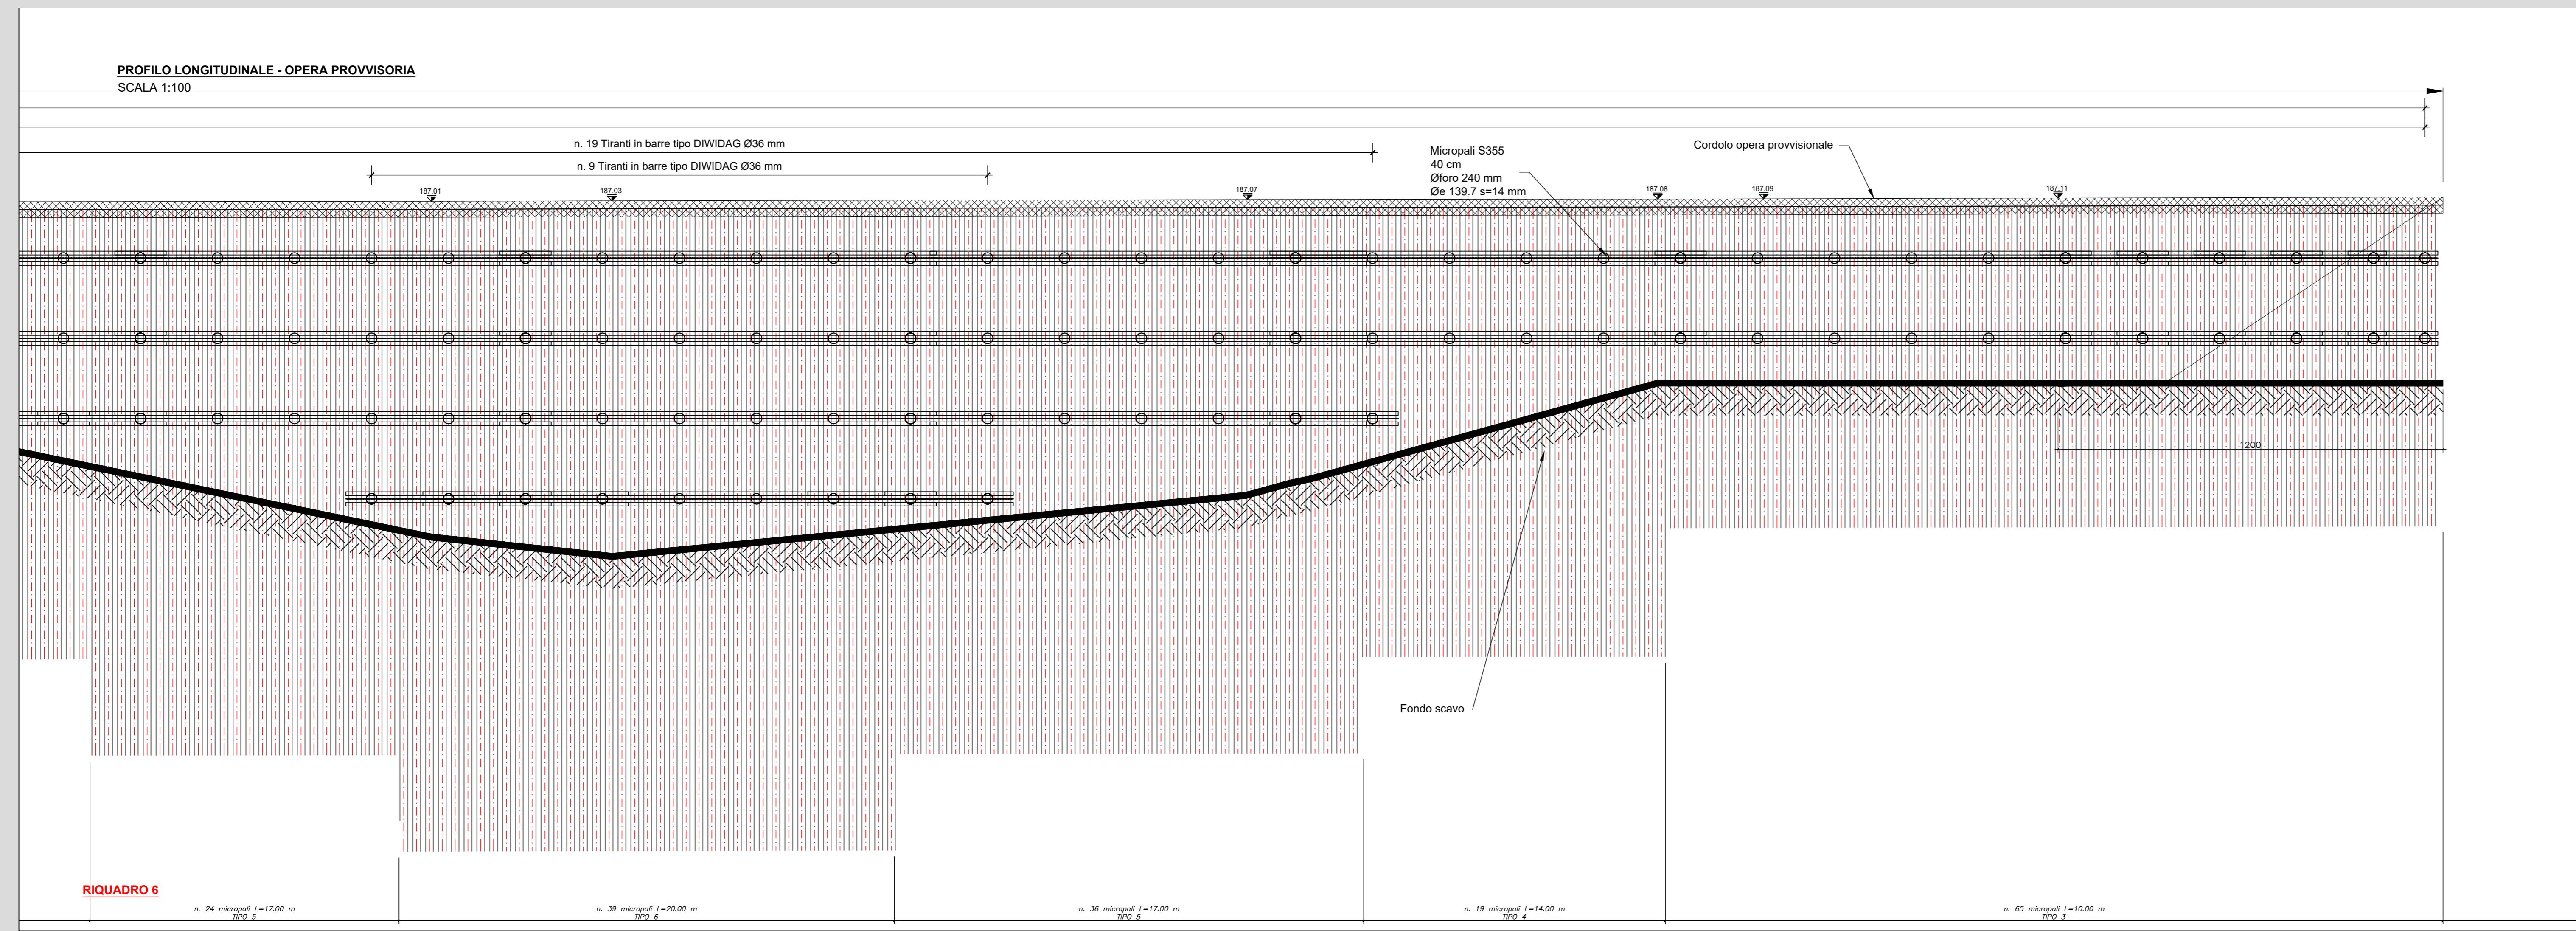 PROFILO LONGITUDINALE - OPERA PROVVISORIA
SCALA 1:100
n. 19 Tiranti in barre tipo DIWIDAG Ø36 mm
n. 9 Tiranti in barre tipo DIWIDAG Ø36 mm
Micropali S355
40 cm
Øforo 240 mm
Øe 139.7 s=14 mm
Cordolo opera provvisionale
187.01
187.03
187.07
187.08
187.09
187.11
1200
Fondo scavo
RIQUADRO 6
n. 24 micropali L=17.00 m
TIPO 5
n. 39 micropali L=20.00 m
TIPO 6
n. 36 micropali L=17.00 m
TIPO 5
n. 19 micropali L=14.00 m
TIPO 4
n. 65 micropali L=10.00 m
TIPO 3